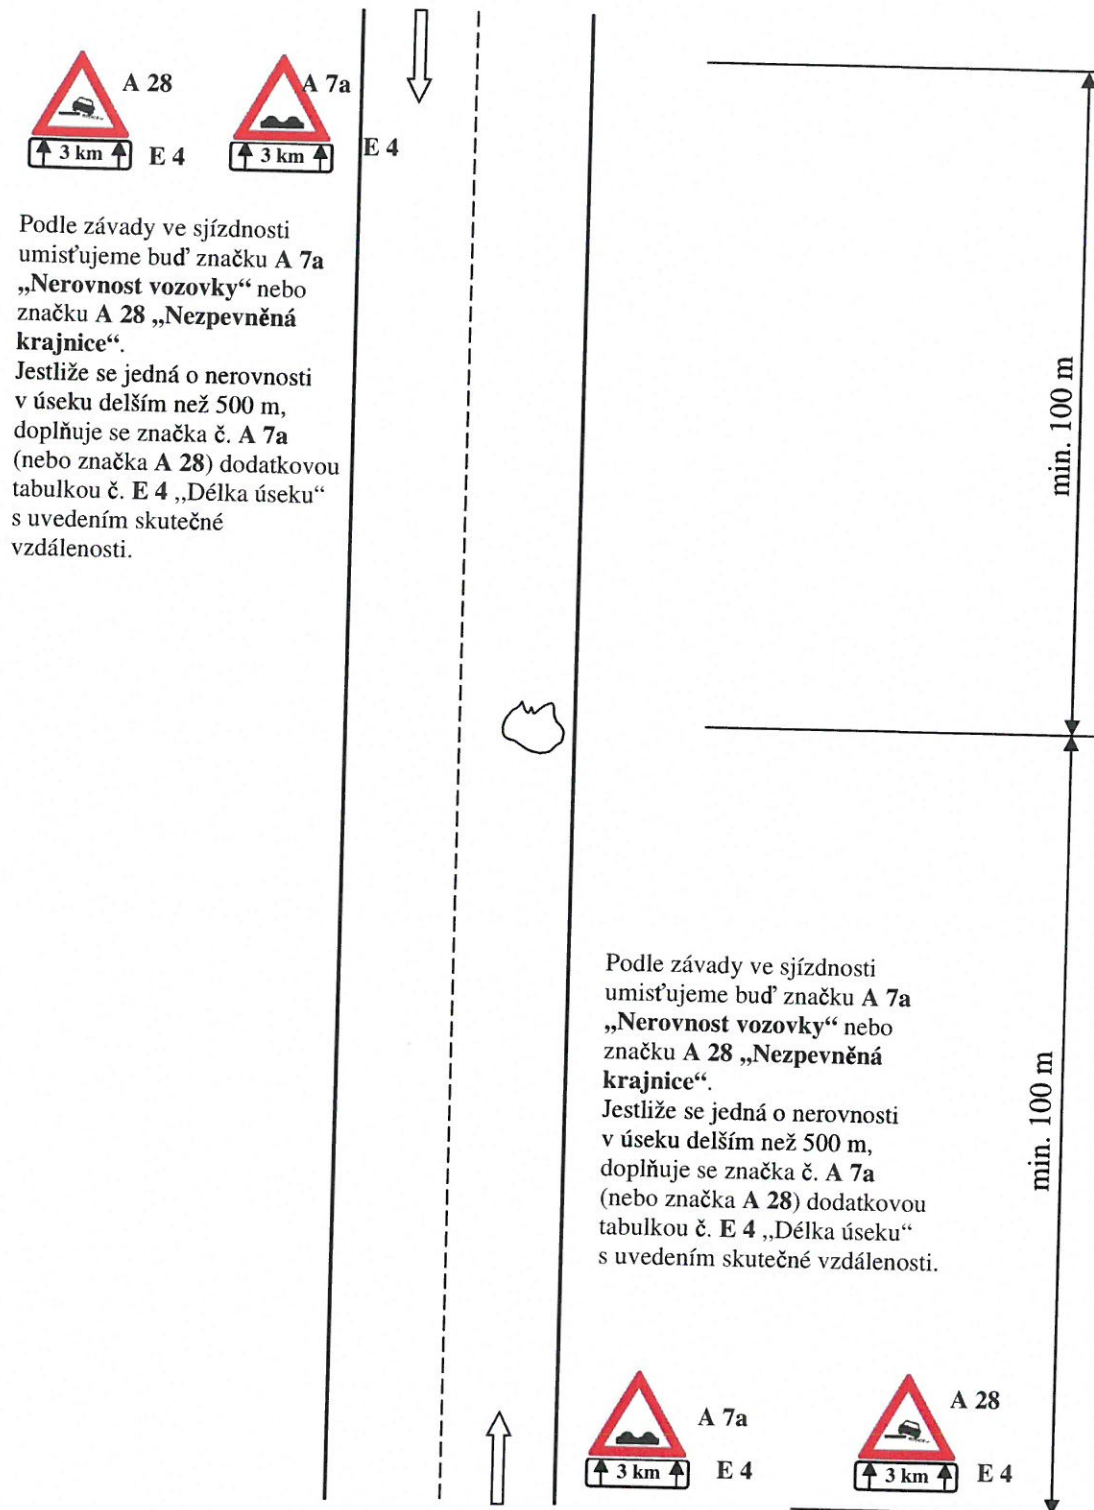 A 28
A 7a
3 km
E 4
3 km
E 4
Podle závady ve sjízdnosti
umisťujeme buď značku A 7a
„Nerovnost vozovky“ nebo
značku A 28 „Nezpevněná
krajnice“.
Jestliže se jedná o nerovnosti
v úseku delším než 500 m,
doplňuje se značka č. A 7a
(nebo značka A 28) dodatkovou
tabulkou č. E 4 „Délka úseku“
s uvedením skutečné
vzdálenosti.
min. 100 m
Podle závady ve sjízdnosti
umisťujeme buď značku A 7a
„Nerovnost vozovky“ nebo
značku A 28 „Nezpevněná
krajnice“.
Jestliže se jedná o nerovnosti
v úseku delším než 500 m,
doplňuje se značka č. A 7a
(nebo značka A 28) dodatkovou
tabulkou č. E 4 „Délka úseku“
s uvedením skutečné vzdálenosti.
min. 100 m
A 7a
A 28
3 km
E 4
3 km
E 4